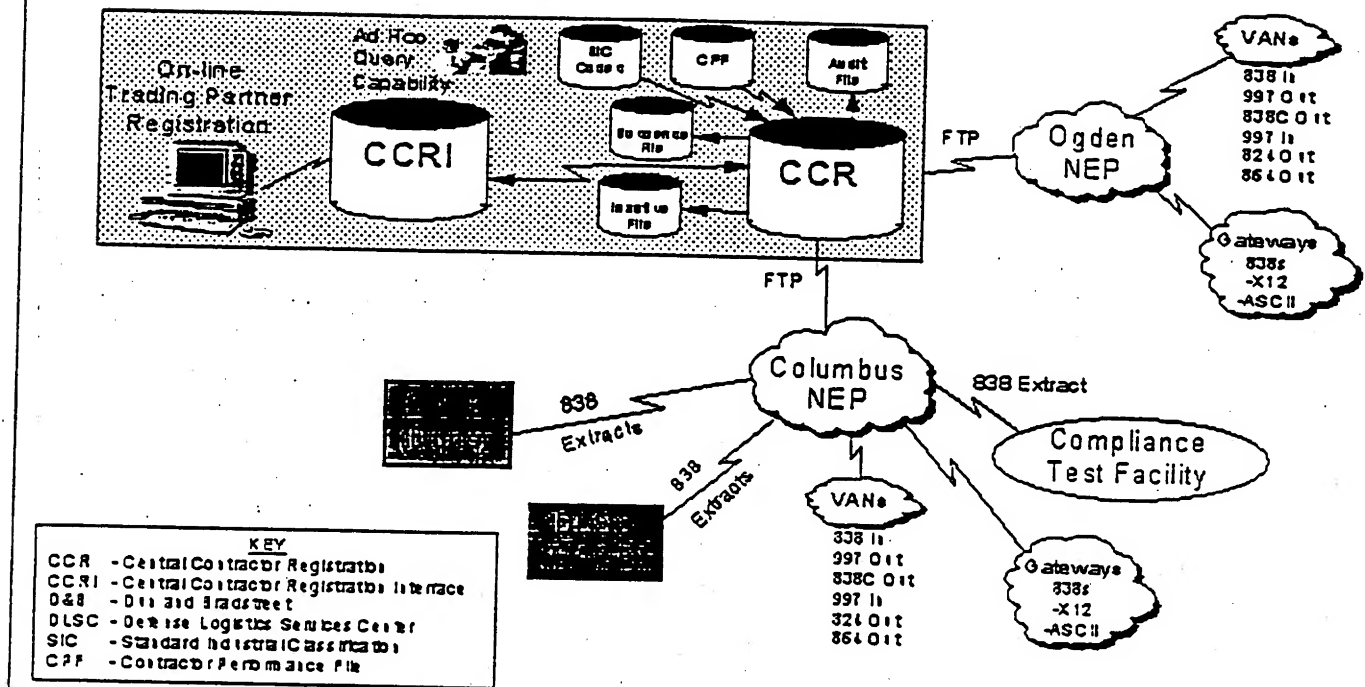 On-line
Trading Partner
Registration
Ad Hoc
Query
Capability
CCRI
SIC
Codes
CPF
Audit
File
Sequence
File
Inactive
File
CCR
FTP
Ogden
NEP
VANs
838 In
997 Out
838C Out
997 In
824 Out
864 Out
Gateways
838s
-X12
-ASCII
FTP
Columbus
NEP
838
Extracts
838
Extracts
838 Extract
Compliance
Test Facility
VANs
838 In
997 Out
838C Out
997 In
824 Out
864 Out
Gateways
838s
-X12
-ASCII
KEY
CCR - Central Contractor Registration
CCRI - Central Contractor Registration Interface
D&B - Dun and Bradstreet
DLSC - Defense Logistics Services Center
SIC - Standard Industrial Classification
CPF - Contractor Performance File